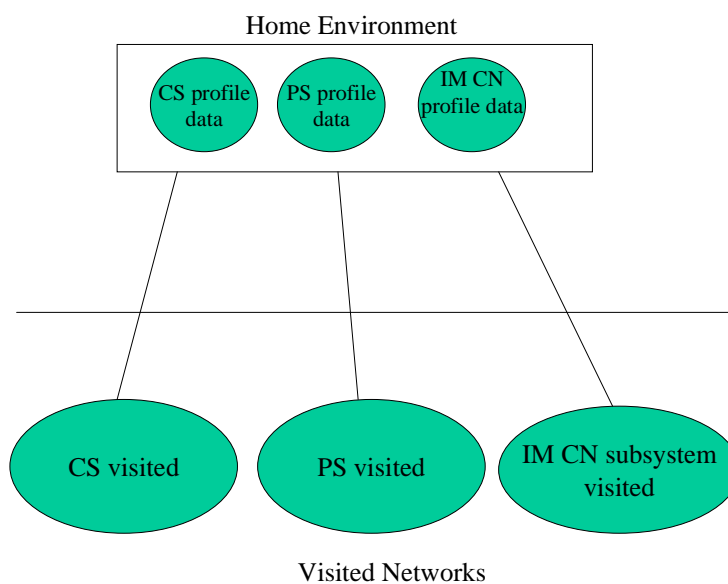 Home Environment
CS profile
data
PS profile
data
IM CN
profile data
CS visited
PS visited
IM CN subsystem
visited
Visited Networks